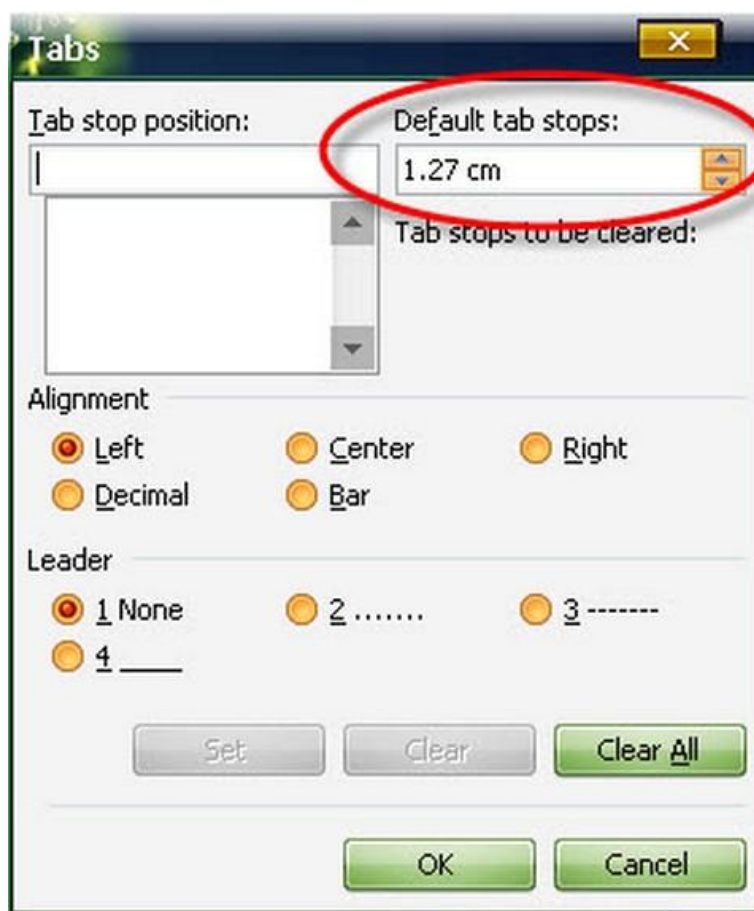 Tabs
Tab stop position: Default tab stops:
1.27 cm
Tab stops to be cleared:
Alignment
Left Center Right
Decimal Bar
Leader
1 None 2 ....... 3 -------
4 ____
Set Clear Clear All
OK Cancel